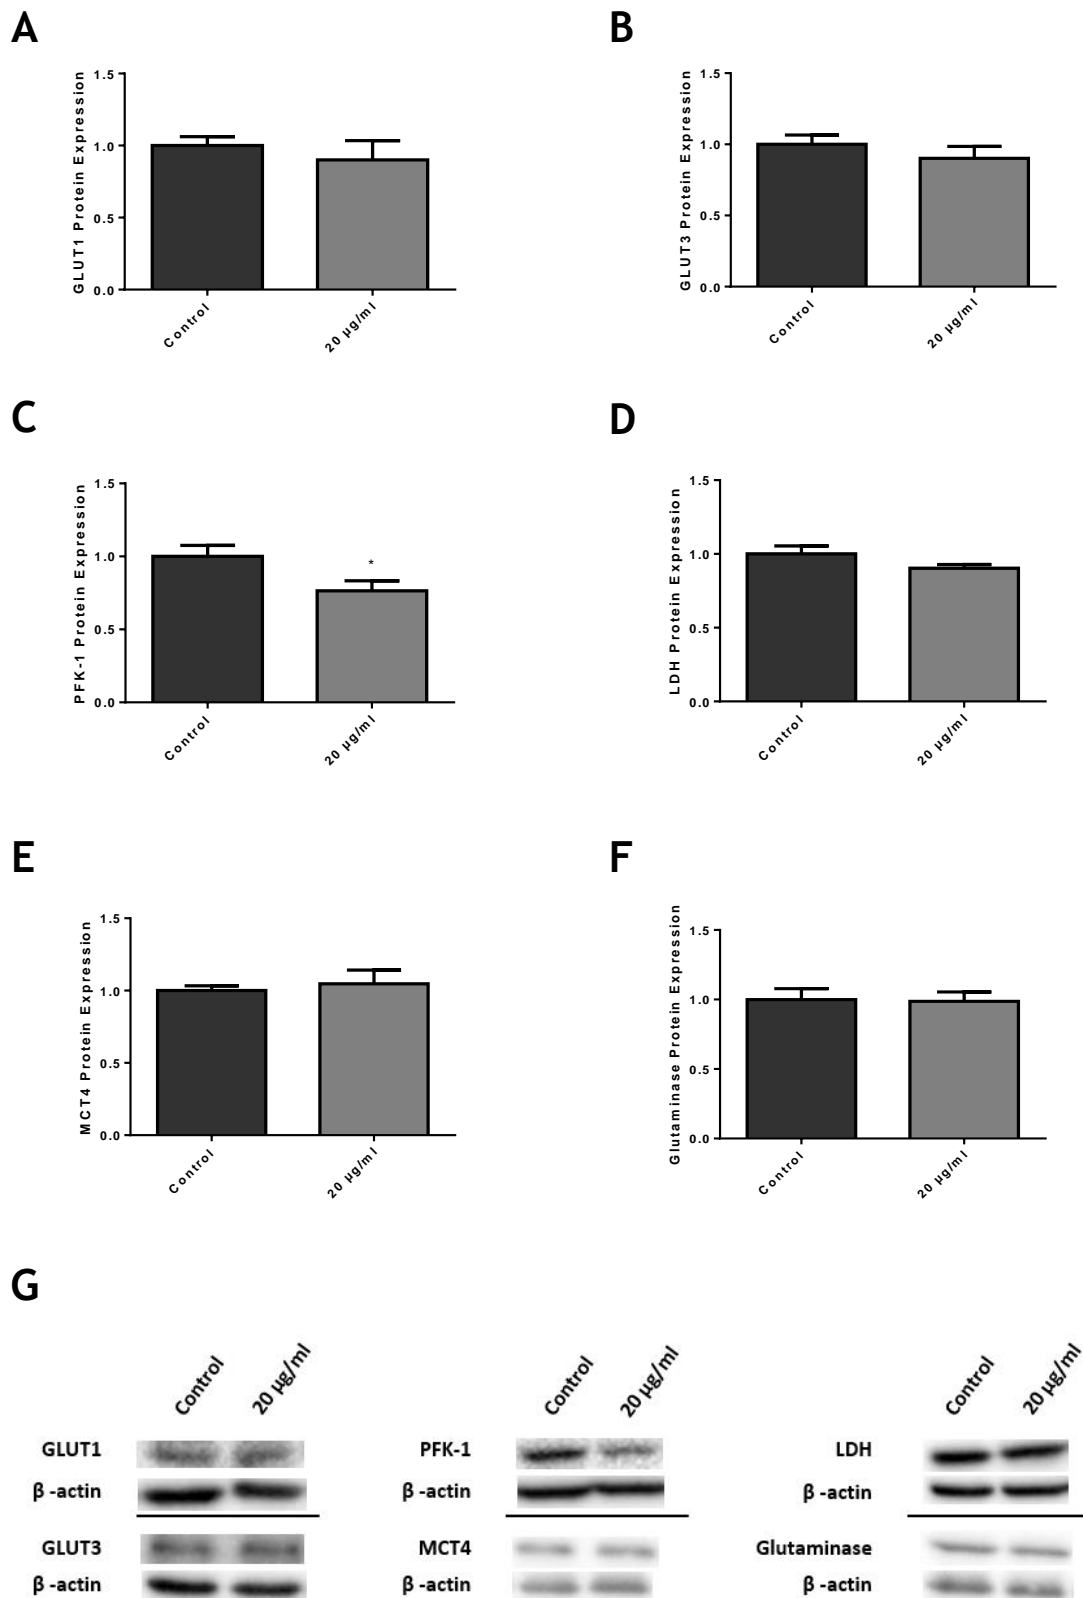 A
GLUT1 Protein Expression
1.5
1.0
0.5
0.0
Control
20 µg/ml
B
GLUT3 Protein Expression
1.5
1.0
0.5
0.0
Control
20 µg/ml
C
PFK-1 Protein Expression
1.5
1.0
0.5
0.0
*
Control
20 µg/ml
D
LDH Protein Expression
1.5
1.0
0.5
0.0
Control
20 µg/ml
E
MCT4 Protein Expression
1.5
1.0
0.5
0.0
Control
20 µg/ml
F
Glutaminase Protein Expression
1.5
1.0
0.5
0.0
Control
20 µg/ml
G
Control
20 µg/ml
GLUT1
β -actin
GLUT3
β -actin
Control
20 µg/ml
PFK-1
β -actin
MCT4
β -actin
Control
20 µg/ml
LDH
β -actin
Glutaminase
β -actin